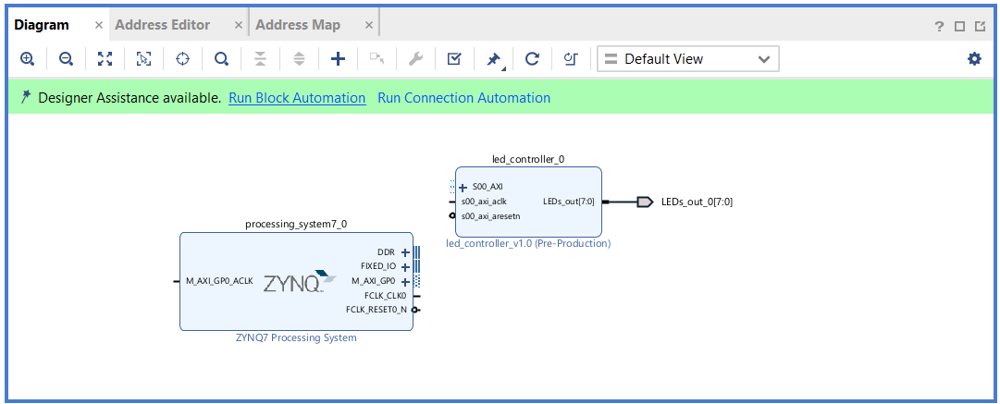 Diagram × Address Editor × Address Map ×
? 
Default View
Designer Assistance available. Run Block Automation Run Connection Automation
led_controller_0
S00_AXI
s00_axi_aclk LEDs_out[7:0] LEDs_out_0[7:0]
s00_axi_aresetn
led_controller_v1.0 (Pre-Production)
processing_system7_0
DDR
FIXED_IO
M_AXI_GP0_ACLK ZYNQ M_AXI_GP0
FCLK_CLK0
FCLK_RESET0_N
ZYNQ7 Processing System